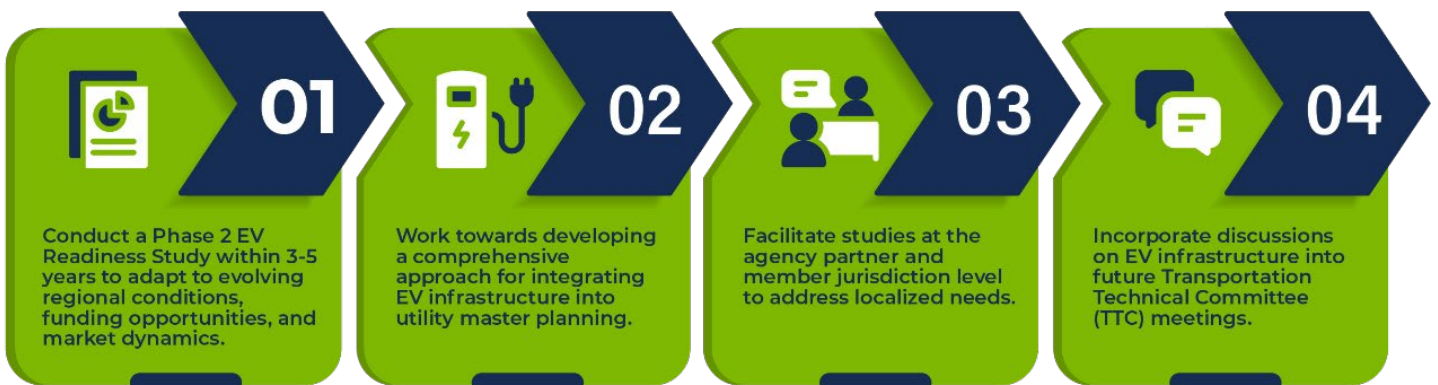 01
Conduct a Phase 2 EV
Readiness Study within 3-5
years to adapt to evolving
regional conditions,
funding opportunities, and
market dynamics.
02
Work towards developing
a comprehensive
approach for integrating
EV infrastructure into
utility master planning.
03
Facilitate studies at the
agency partner and
member jurisdiction level
to address localized needs.
04
Incorporate discussions
on EV infrastructure into
future Transportation
Technical Committee
(TTC) meetings.